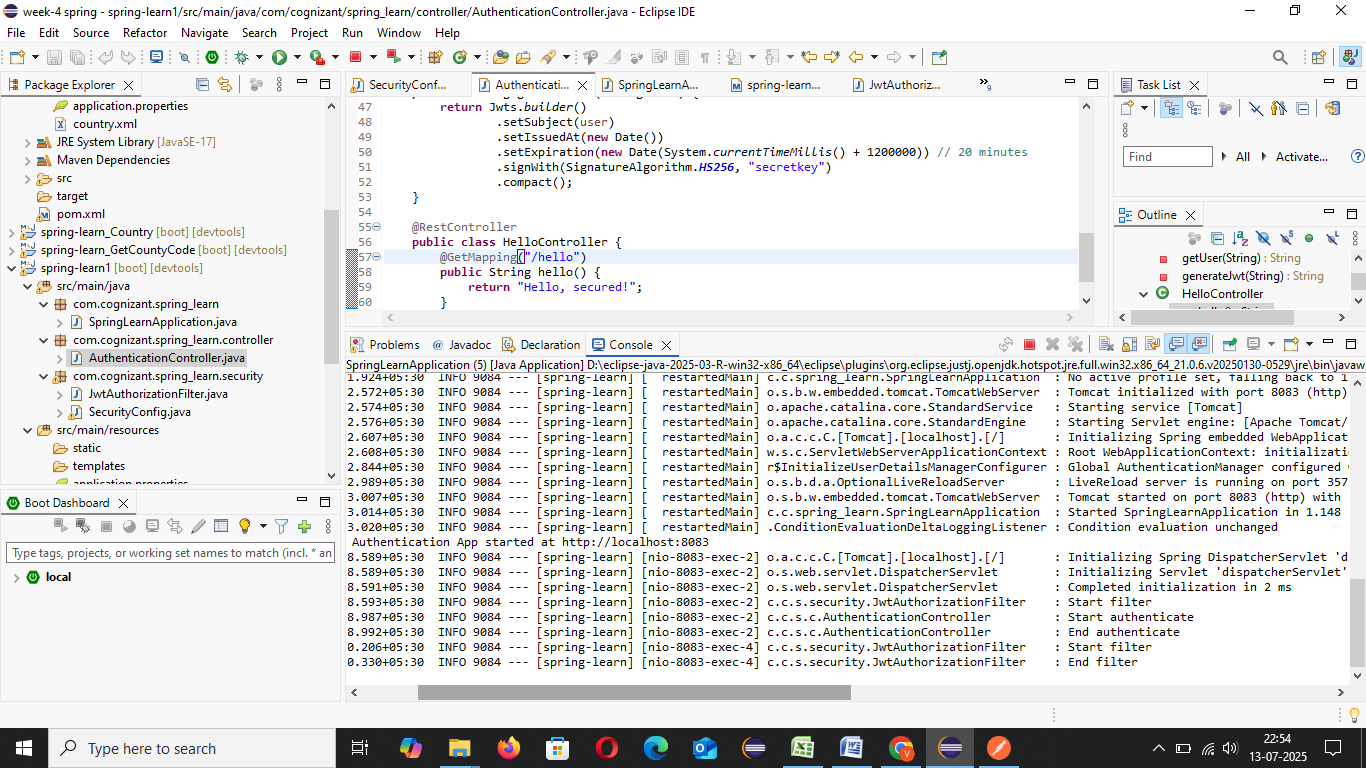 week-4 spring - spring-learn1/src/main/java/com/cognizant/spring_learn/controller/AuthenticationController.java - Eclipse IDE
File Edit Source Refactor Navigate Search Project Run Window Help
Package Explorer
application.properties
country.xml
JRE System Library [JavaSE-17]
Maven Dependencies
src
target
pom.xml
spring-learn_Country [boot] [devtools]
spring-learn_GetCountyCode [boot] [devtools]
spring-learn1 [boot] [devtools]
src/main/java
com.cognizant.spring_learn
SpringLearnApplication.java
com.cognizant.spring_learn.controller
AuthenticationController.java
com.cognizant.spring_learn.security
JwtAuthorizationFilter.java
SecurityConfig.java
src/main/resources
static
templates
application.properties
Boot Dashboard
Type tags, projects, or working set names to match (incl. * an
local
SecurityConf... Authenticati... SpringLearnA... spring-learn... JwtAuthoriz... »9
47 return Jwts.builder()
48 .setSubject(user)
49 .setIssuedAt(new Date())
50 .setExpiration(new Date(System.currentTimeMillis() + 1200000)) // 20 minutes
51 .signWith(SignatureAlgorithm.HS256, "secretkey")
52 .compact();
53 }
54
55 @RestController
56 public class HelloController {
57 @GetMapping("/hello")
58 public String hello() {
59 return "Hello, secured!";
60 }
Task List
Find All Activate...
Outline
getUser(String) : String
generateJwt(String) : String
HelloController
Problems Javadoc Declaration Console
SpringLearnApplication (5) [Java Application] D:\eclipse-java-2025-03-R-win32-x86_64\eclipse\plugins\org.eclipse.justj.openjdk.hotspot.jre.full.win32.x86_64_21.0.6.v20250130-0529\jre\bin\javaw
1.924+05:30 INFO 9084 --- [spring-learn] [ restartedMain] c.c.spring_learn.SpringLearnApplication : No active profile set, falling back to 1
2.572+05:30 INFO 9084 --- [spring-learn] [ restartedMain] o.s.b.w.embedded.tomcat.TomcatWebServer : Tomcat initialized with port 8083 (http)
2.574+05:30 INFO 9084 --- [spring-learn] [ restartedMain] o.apache.catalina.core.StandardService : Starting service [Tomcat]
2.576+05:30 INFO 9084 --- [spring-learn] [ restartedMain] o.apache.catalina.core.StandardEngine : Starting Servlet engine: [Apache Tomcat/
2.607+05:30 INFO 9084 --- [spring-learn] [ restartedMain] o.a.c.c.C.[Tomcat].[localhost].[/] : Initializing Spring embedded WebApplicat
2.608+05:30 INFO 9084 --- [spring-learn] [ restartedMain] w.s.c.ServletWebServerApplicationContext : Root WebApplicationContext: initializatio
2.844+05:30 INFO 9084 --- [spring-learn] [ restartedMain] r$InitializeUserDetailsManagerConfigurer : Global AuthenticationManager configured
2.989+05:30 INFO 9084 --- [spring-learn] [ restartedMain] o.s.b.d.a.OptionalLiveReloadServer : LiveReload server is running on port 357
3.007+05:30 INFO 9084 --- [spring-learn] [ restartedMain] o.s.b.w.embedded.tomcat.TomcatWebServer : Tomcat started on port 8083 (http) with
3.014+05:30 INFO 9084 --- [spring-learn] [ restartedMain] c.c.spring_learn.SpringLearnApplication : Started SpringLearnApplication in 1.148
3.020+05:30 INFO 9084 --- [spring-learn] [ restartedMain] .ConditionEvaluationDeltaLoggingListener : Condition evaluation unchanged
Authentication App started at http://localhost:8083
8.589+05:30 INFO 9084 --- [spring-learn] [nio-8083-exec-2] o.a.c.c.C.[Tomcat].[localhost].[/] : Initializing Spring DispatcherServlet 'd
8.589+05:30 INFO 9084 --- [spring-learn] [nio-8083-exec-2] o.s.web.servlet.DispatcherServlet : Initializing Servlet 'dispatcherServlet'
8.591+05:30 INFO 9084 --- [spring-learn] [nio-8083-exec-2] o.s.web.servlet.DispatcherServlet : Completed initialization in 2 ms
8.593+05:30 INFO 9084 --- [spring-learn] [nio-8083-exec-2] c.c.s.security.JwtAuthorizationFilter : Start filter
8.987+05:30 INFO 9084 --- [spring-learn] [nio-8083-exec-2] c.c.s.c.AuthenticationController : Start authenticate
8.992+05:30 INFO 9084 --- [spring-learn] [nio-8083-exec-2] c.c.s.c.AuthenticationController : End authenticate
0.206+05:30 INFO 9084 --- [spring-learn] [nio-8083-exec-4] c.c.s.security.JwtAuthorizationFilter : Start filter
0.330+05:30 INFO 9084 --- [spring-learn] [nio-8083-exec-4] c.c.s.security.JwtAuthorizationFilter : End filter
Type here to search
22:54
13-07-2025